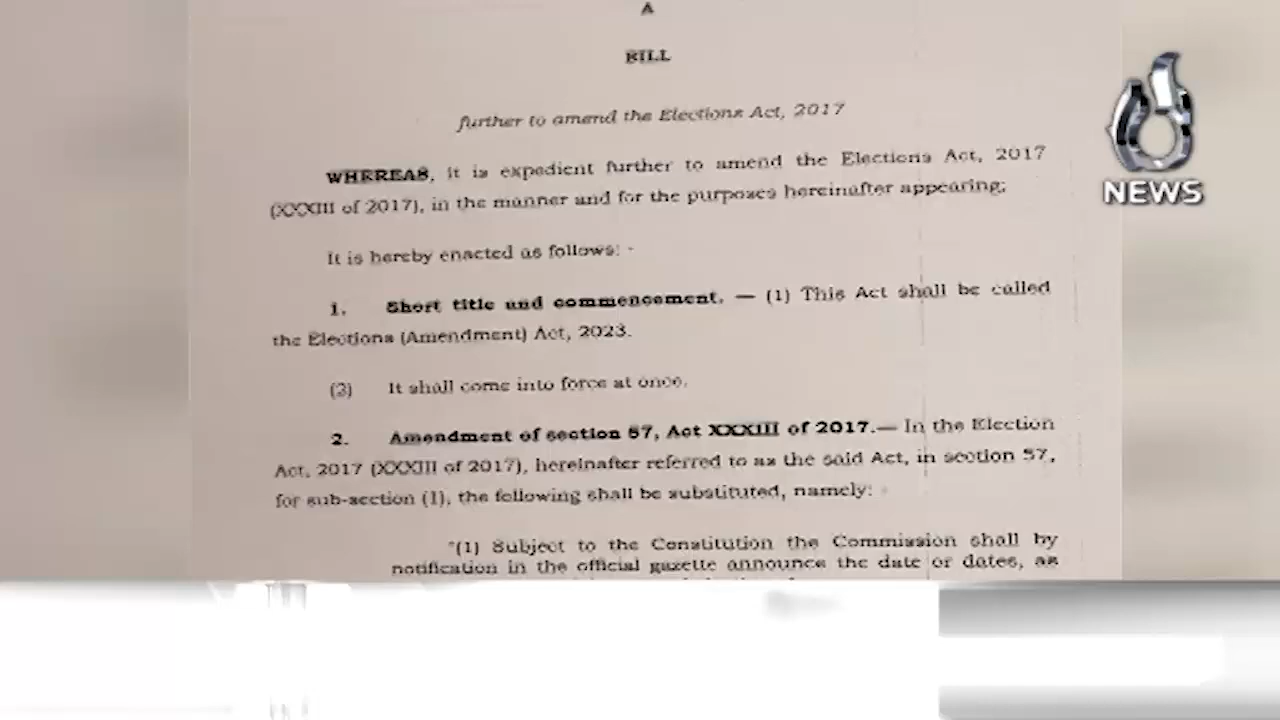 A
BILL
further to amend the Elections Act, 2017
WHEREAS, it is expedient further to amend the Elections Act, 2017
(XXXIII of 2017), in the manner and for the purposes hereinafter appearing;
It is hereby enacted as follows: -
1. Short title and commencement. — (1) This Act shall be called
the Elections (Amendment) Act, 2023.
(2) It shall come into force at once.
2. Amendment of section 57, Act XXXIII of 2017.— In the Election
Act, 2017 (XXXIII of 2017), hereinafter referred to as the said Act, in section 57,
for sub-section (1), the following shall be substituted, namely: -
"(1) Subject to the Constitution the Commission shall by
notification in the official gazette announce the date or dates, as
NEWS